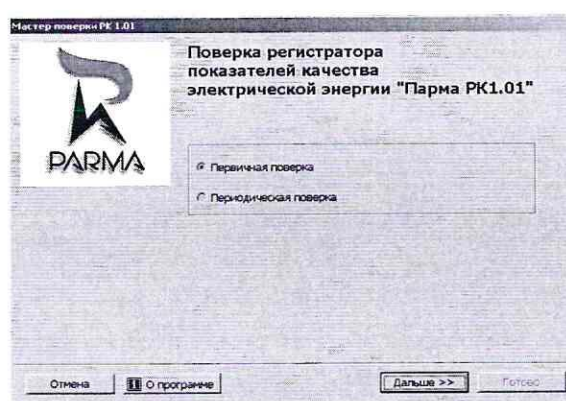 Мастер поверки РК 1.01
Поверка регистратора
показателей качества
электрической энергии "Парма РК1.01"
PARMA
Первичная поверка
Периодическая поверка
Отмена
О программе
Дальше >>
Готово